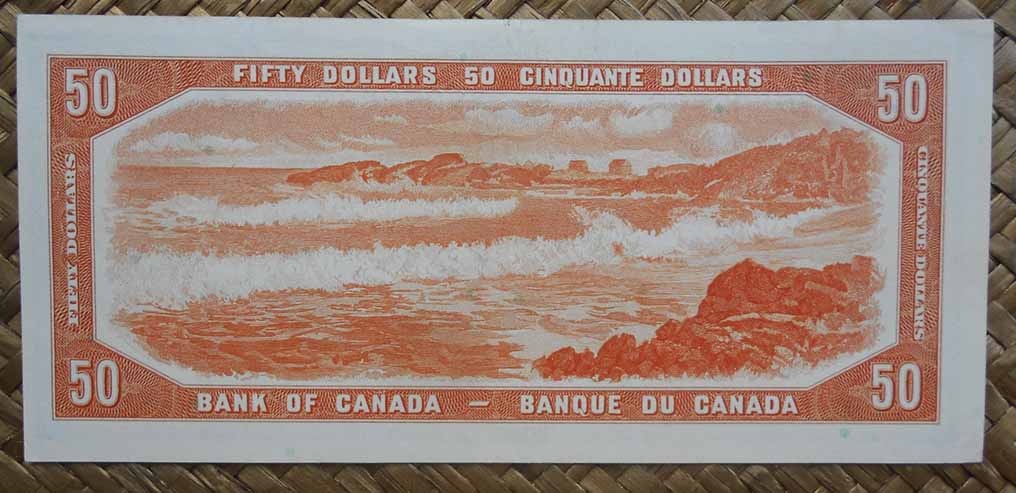 50 FIFTY DOLLARS 50 CINQUANTE DOLLARS 50
FIFTY DOLLARS
CINQUANTE DOLLARS
50 BANK OF CANADA – BANQUE DU CANADA 50